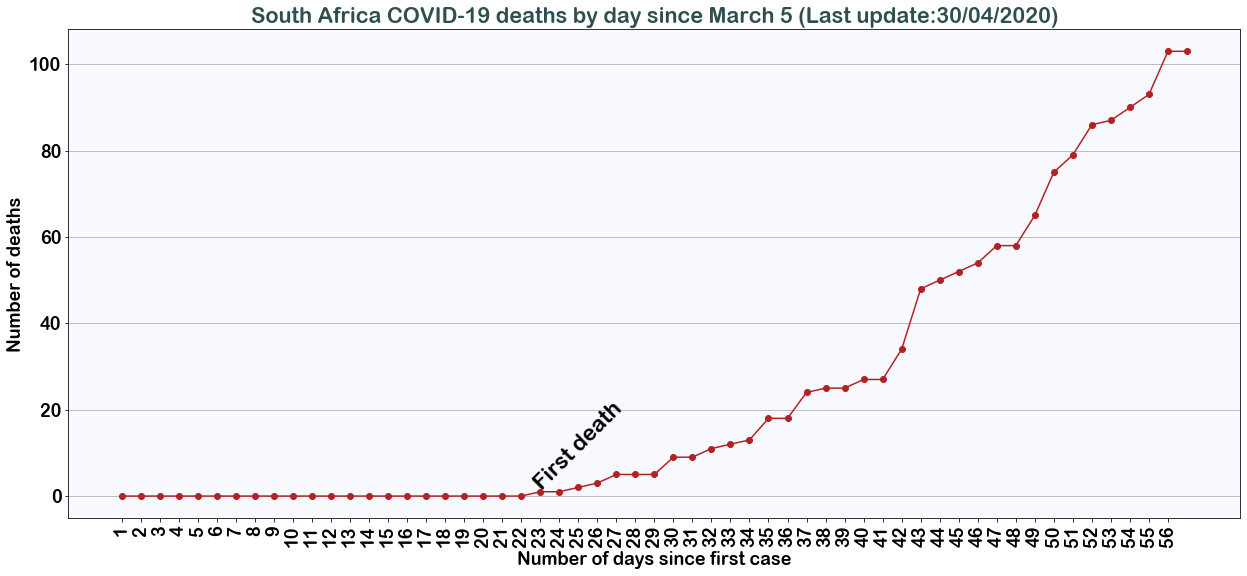 South Africa COVID-19 deaths by day since March 5 (Last update:30/04/2020)
Number of deaths
100
80
60
40
20
0
First death
1 2 3 4 5 6 7 8 9 10 11 12 13 14 15 16 17 18 19 20 21 22 23 24 25 26 27 28 29 30 31 32 33 34 35 36 37 38 39 40 41 42 43 44 45 46 47 48 49 50 51 52 53 54 55 56
Number of days since first case